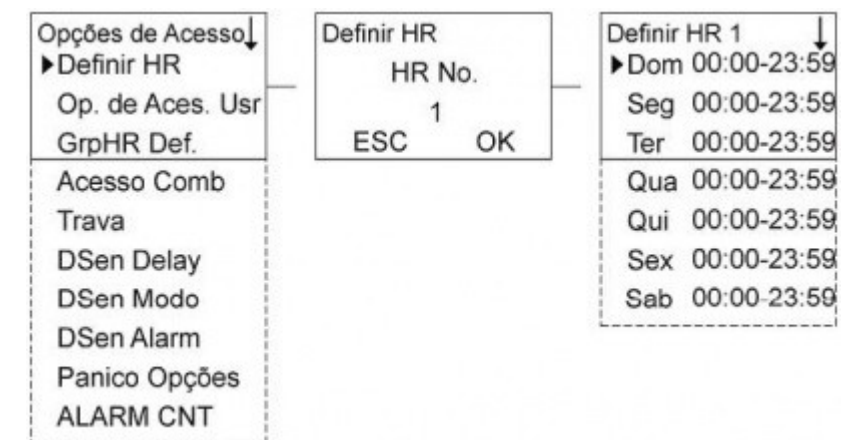 Opções de Acesso↓
▶Definir HR
Op. de Aces. Usr
GrpHR Def.
Acesso Comb
Trava
DSen Delay
DSen Modo
DSen Alarm
Panico Opções
ALARM CNT
Definir HR
HR No.
1
ESC OK
Definir HR 1 ↓
▶Dom 00:00-23:59
Seg 00:00-23:59
Ter 00:00-23:59
Qua 00:00-23:59
Qui 00:00-23:59
Sex 00:00-23:59
Sab 00:00-23:59